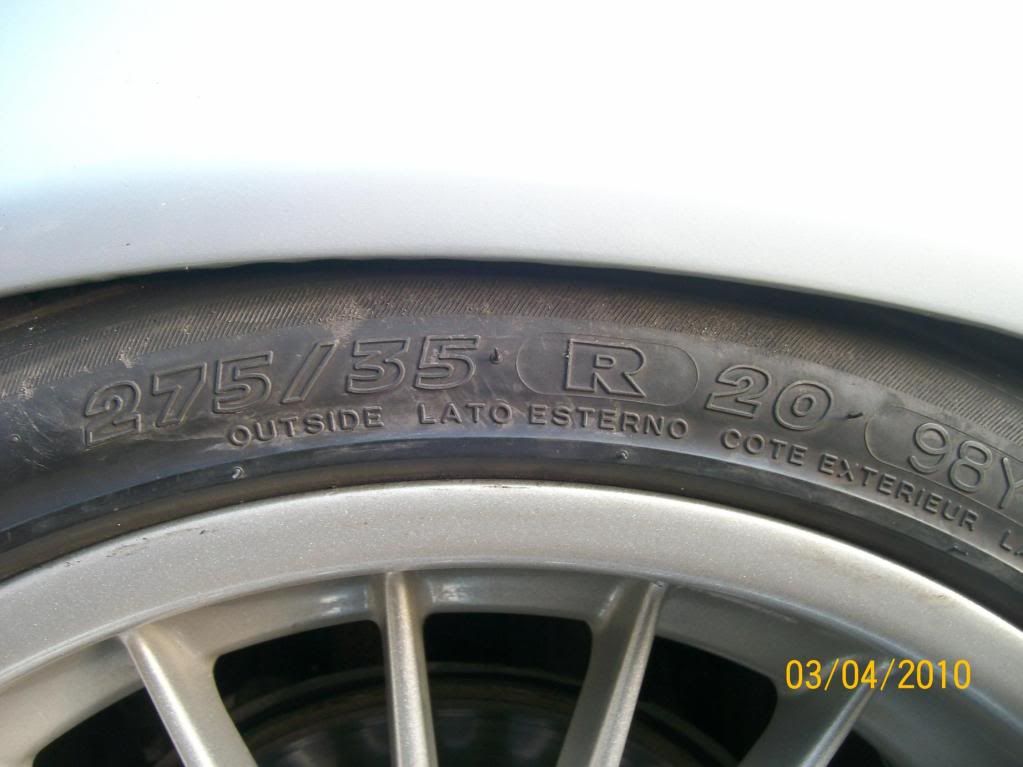 275/35 R 20 98Y
OUTSIDE LATO ESTERNO COTE EXTERIEUR
03/04/2010